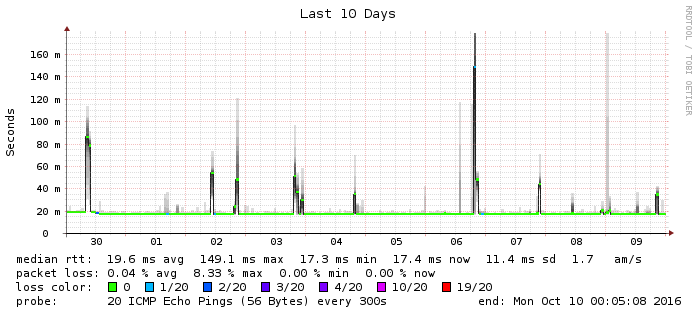 Last 10 Days
RRDTOOL / TOBI OETIKER
Seconds
160 m
140 m
120 m
100 m
80 m
60 m
40 m
20 m
0
30 01 02 03 04 05 06 07 08 09
median rtt: 19.6 ms avg 149.1 ms max 17.3 ms min 17.4 ms now 11.4 ms sd 1.7 am/s
packet loss: 0.04 % avg 8.33 % max 0.00 % min 0.00 % now
loss color: 0 1/20 2/20 3/20 4/20 10/20 19/20
probe: 20 ICMP Echo Pings (56 Bytes) every 300s end: Mon Oct 10 00:05:08 2016